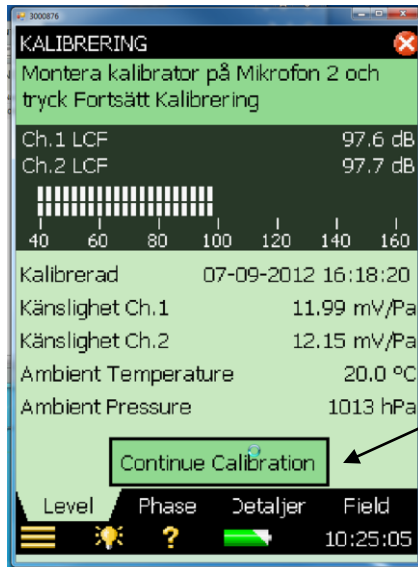 3000876
KALIBRERING
Montera kalibrator på Mikrofon 2 och
tryck Fortsätt Kalibrering
Ch.1 LCF 97.6 dB
Ch.2 LCF 97.7 dB
40 60 80 100 120 140 160
Kalibrerad 07-09-2012 16:18:20
Känslighet Ch.1 11.99 mV/Pa
Känslighet Ch.2 12.15 mV/Pa
Ambient Temperature 20.0 ºC
Ambient Pressure 1013 hPa
Continue Calibration
Level Phase Detaljer Field
? 10:25:05